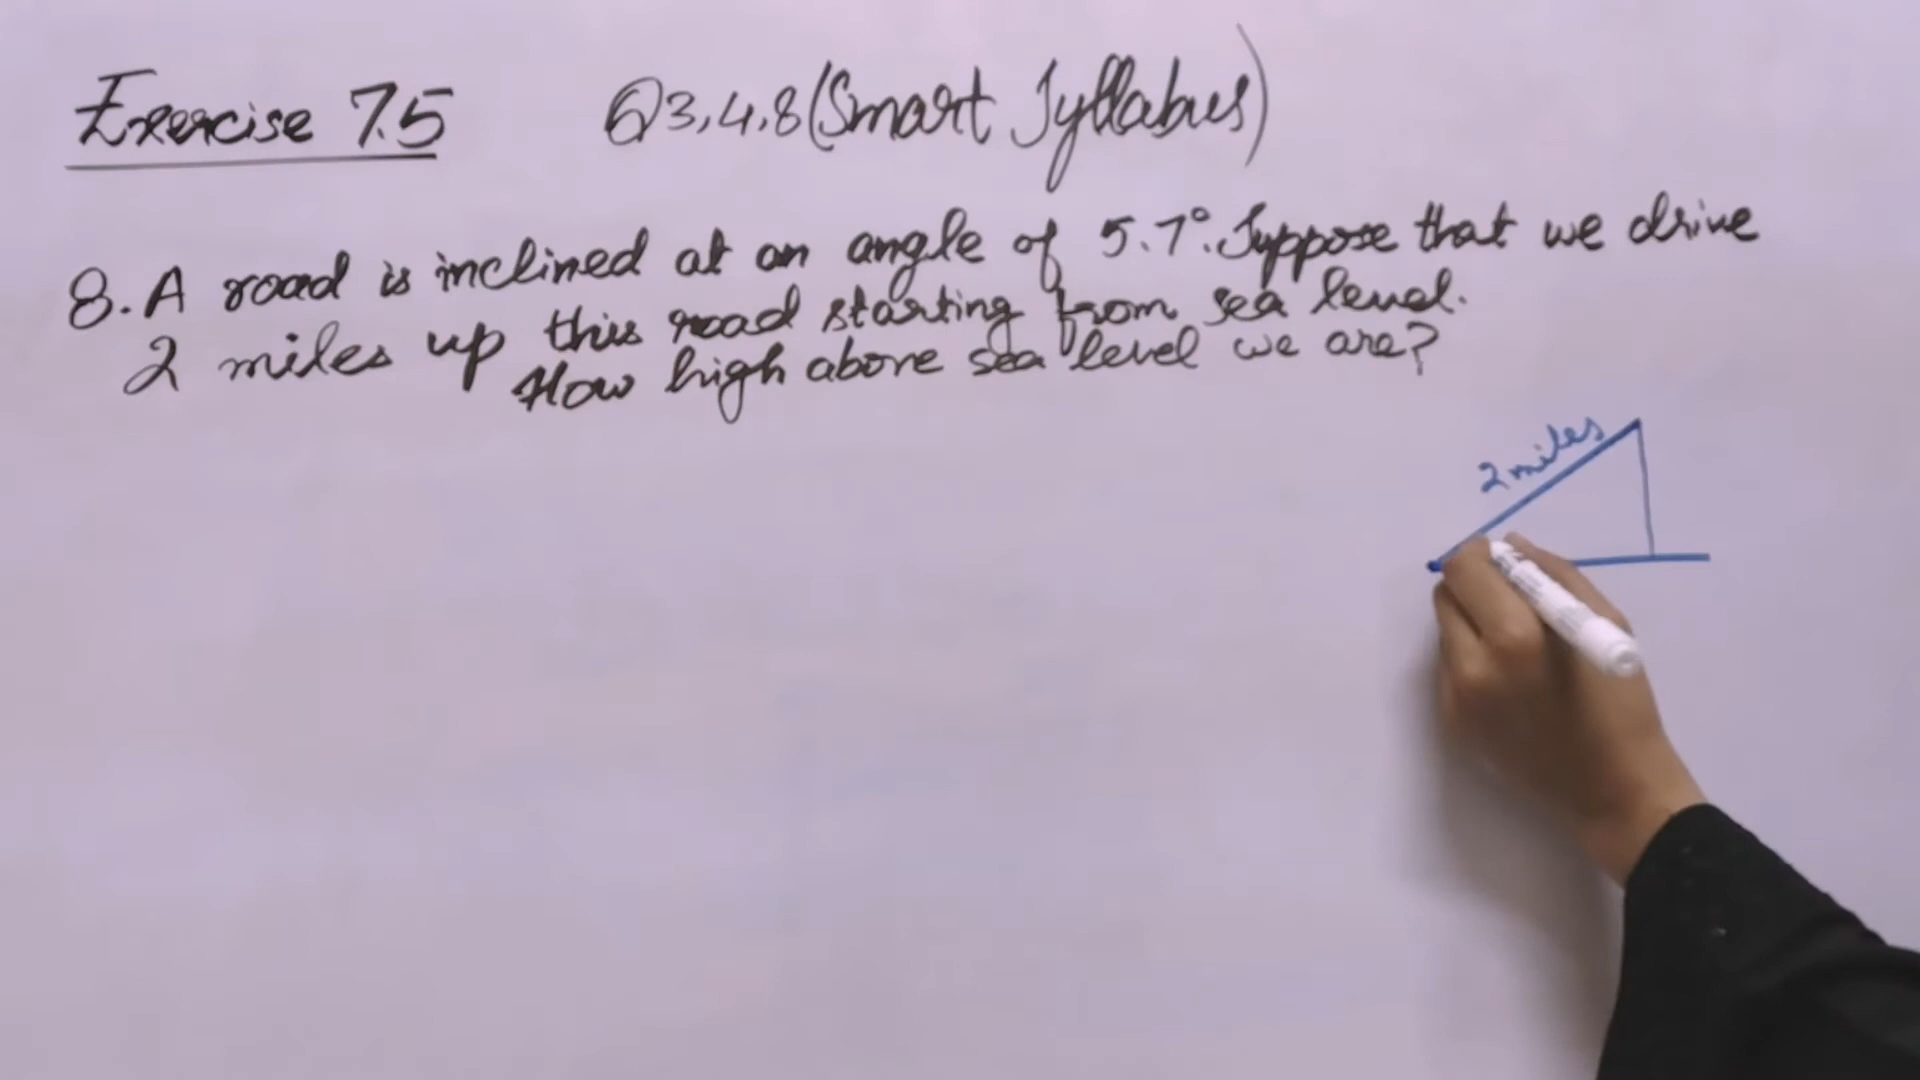 Exercise 7.5 Q3,4,8(Smart Syllabus)
8. A road is inclined at an angle of 5.7°. Suppose that we drive
2 miles up this road starting from sea level.
How high above sea level we are?
2 miles